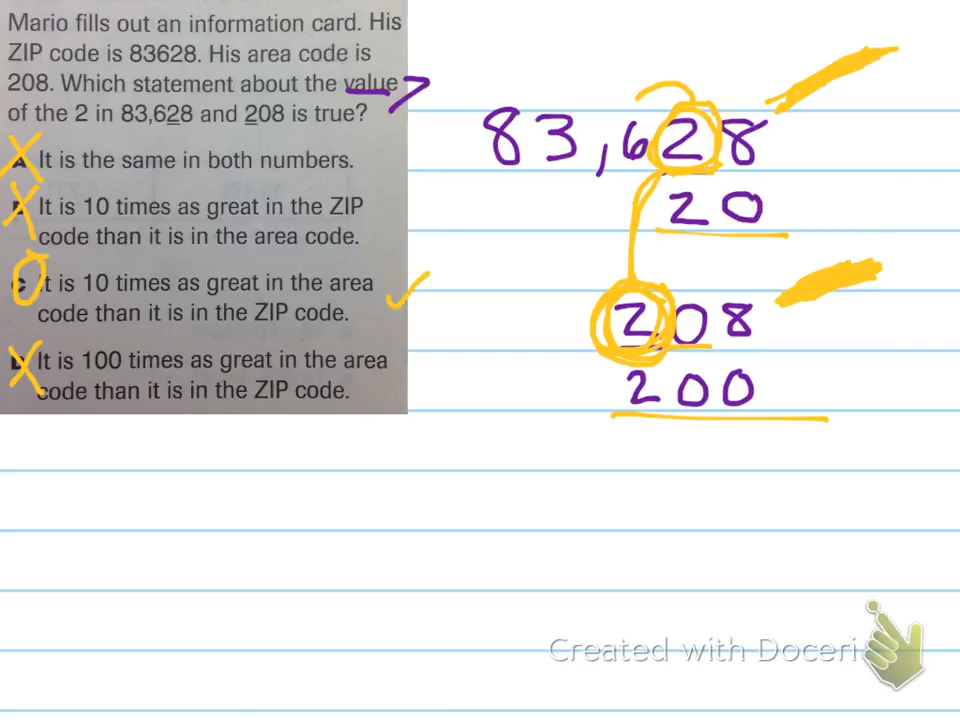 Mario fills out an information card. His
ZIP code is 83628. His area code is
208. Which statement about the value
of the 2 in 83,628 and 208 is true?
A It is the same in both numbers.
B It is 10 times as great in the ZIP
code than it is in the area code.
C It is 10 times as great in the area
code than it is in the ZIP code.
D It is 100 times as great in the area
code than it is in the ZIP code.
83,628
20
208
200
Created with Doceri